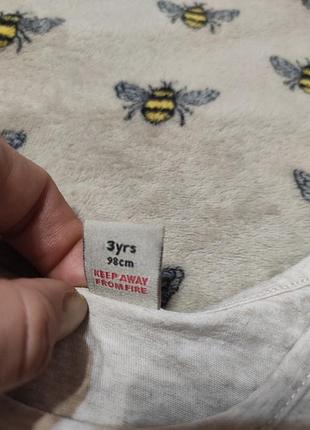 3yrs
98cm
KEEP AWAY
FROM FIRE